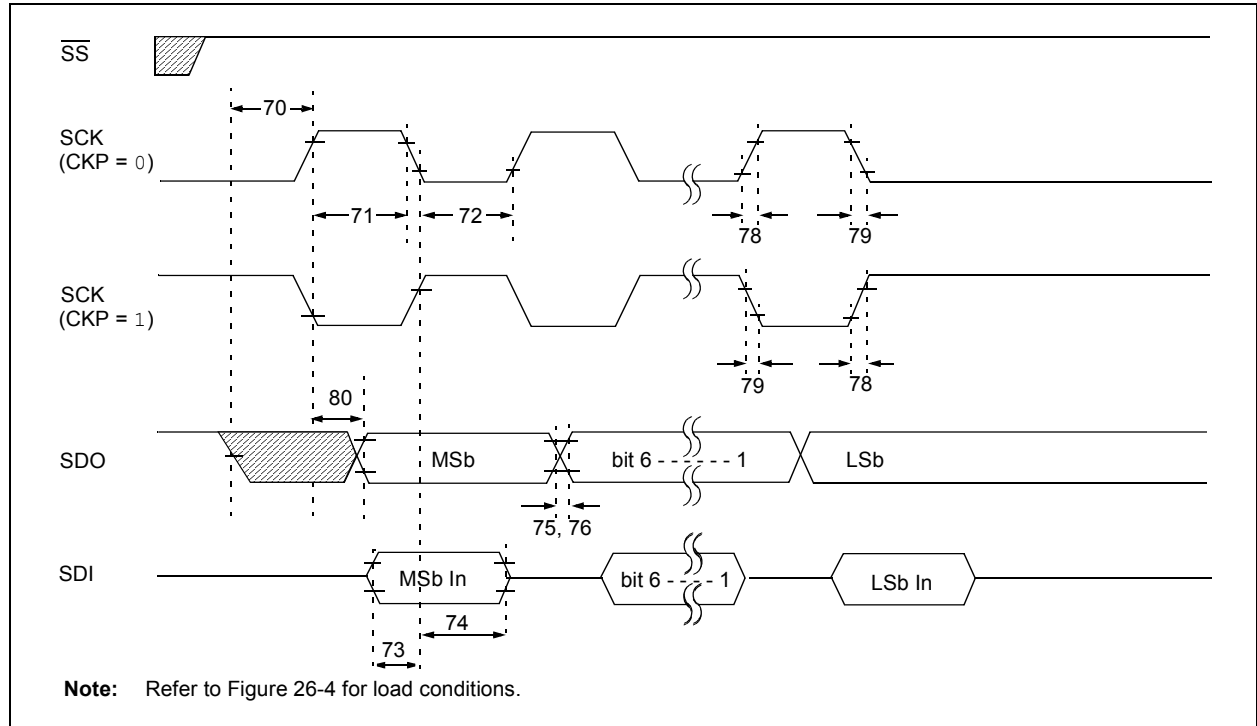 SS
70
SCK
(CKP = 0)
71
72
78
79
SCK
(CKP = 1)
79
78
80
SDO
MSb
bit 6 - - - - - - 1
LSb
75, 76
SDI
MSb In
bit 6 - - - - 1
LSb In
74
73
Note: Refer to Figure 26-4 for load conditions.